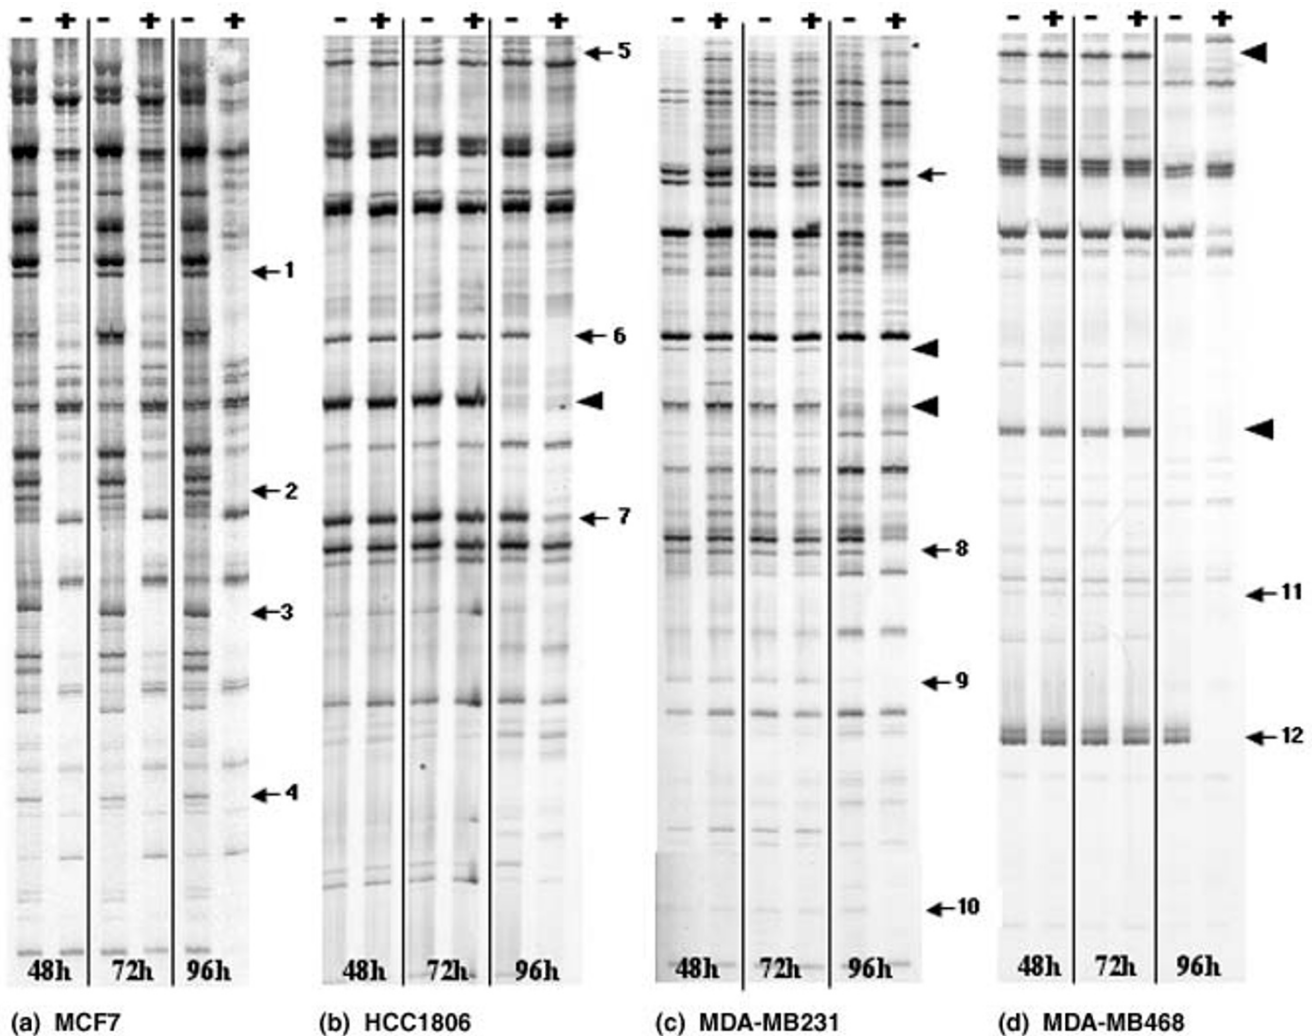 - + - + - +
- + - + - +
- + - + - +
- + - + - +
5
1
6
2
7
3
8
11
9
12
4
10
48h 72h 96h
48h 72h 96h
48h 72h 96h
48h 72h 96h
(a) MCF7
(b) HCC1806
(c) MDA-MB231
(d) MDA-MB468